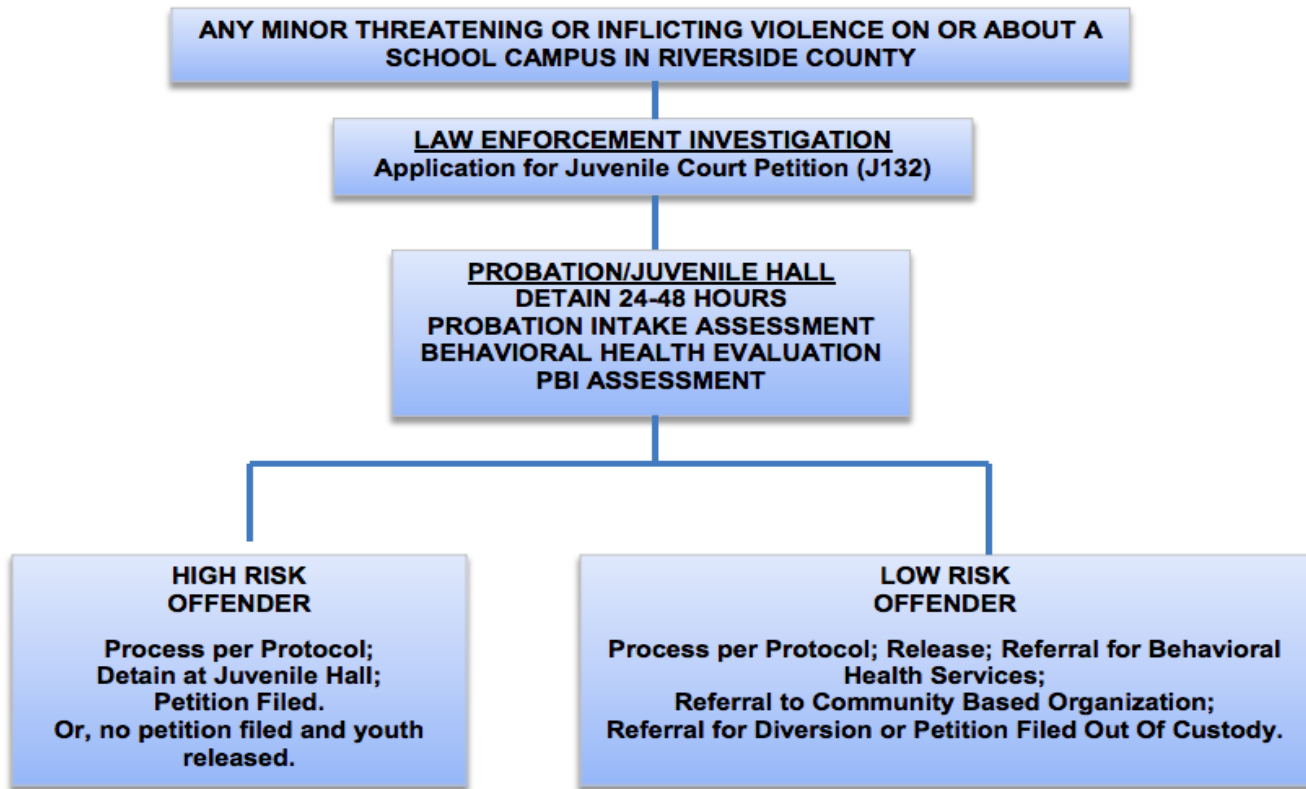 ANY MINOR THREATENING OR INFLICTING VIOLENCE ON OR ABOUT A
SCHOOL CAMPUS IN RIVERSIDE COUNTY
LAW ENFORCEMENT INVESTIGATION
Application for Juvenile Court Petition (J132)
PROBATION/JUVENILE HALL
DETAIN 24-48 HOURS
PROBATION INTAKE ASSESSMENT
BEHAVIORAL HEALTH EVALUATION
PBI ASSESSMENT
HIGH RISK
OFFENDER
Process per Protocol;
Detain at Juvenile Hall;
Petition Filed.
Or, no petition filed and youth
released.
LOW RISK
OFFENDER
Process per Protocol; Release; Referral for Behavioral
Health Services;
Referral to Community Based Organization;
Referral for Diversion or Petition Filed Out Of Custody.